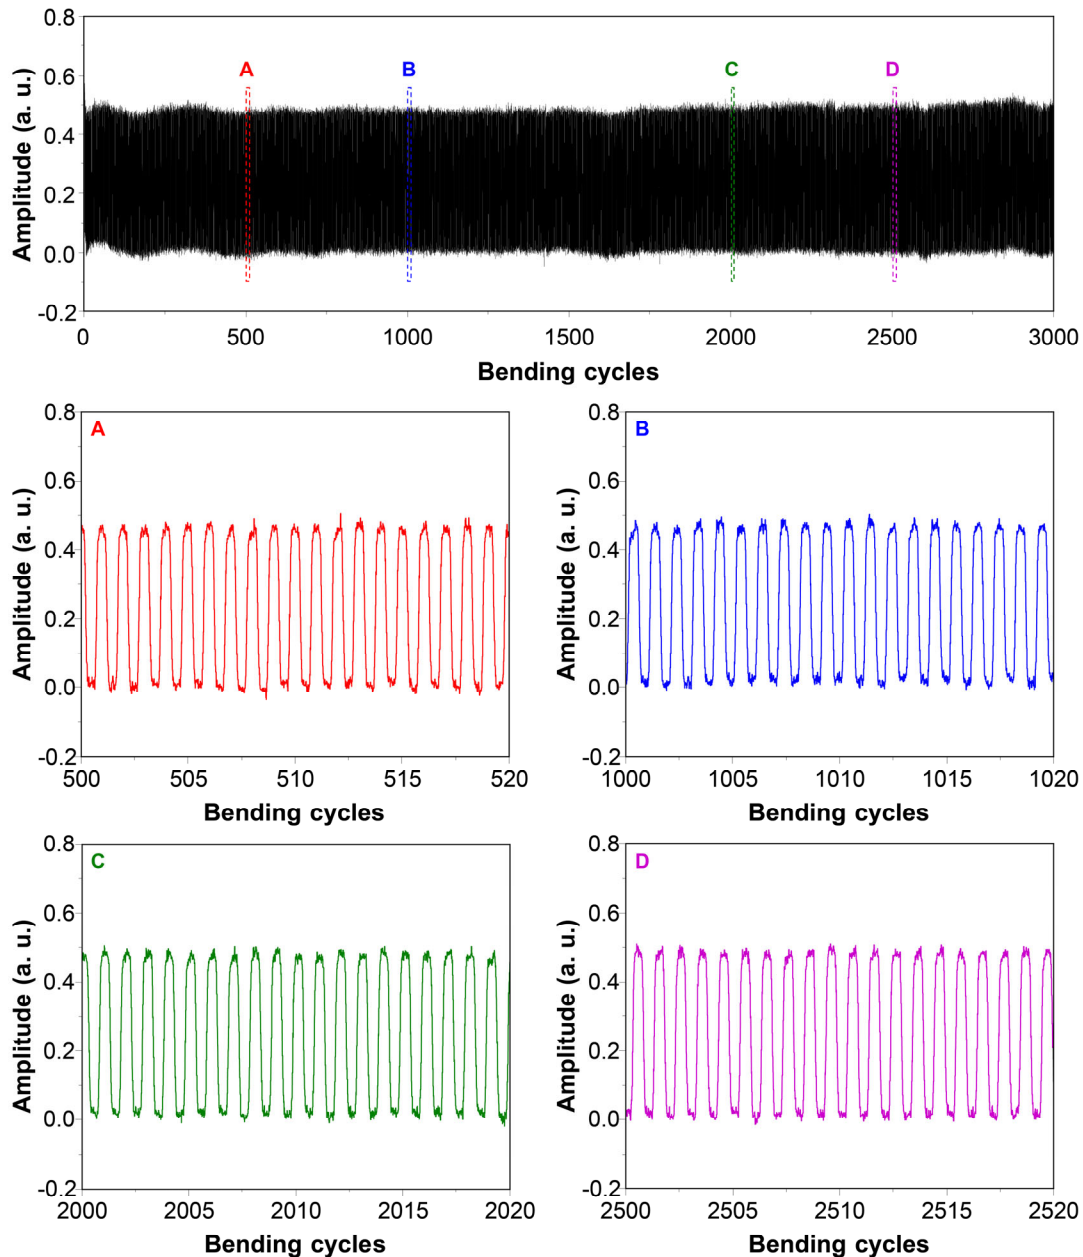 0.8
0.6
0.4
0.2
0.0
-0.2
Amplitude (a. u.)
A
B
C
D
0 500 1000 1500 2000 2500 3000
Bending cycles
A
0.8
0.6
0.4
0.2
0.0
-0.2
Amplitude (a. u.)
500 505 510 515 520
Bending cycles
B
0.8
0.6
0.4
0.2
0.0
-0.2
Amplitude (a. u.)
1000 1005 1010 1015 1020
Bending cycles
C
0.8
0.6
0.4
0.2
0.0
-0.2
Amplitude (a. u.)
2000 2005 2010 2015 2020
Bending cycles
D
0.8
0.6
0.4
0.2
0.0
-0.2
Amplitude (a. u.)
2500 2505 2510 2515 2520
Bending cycles